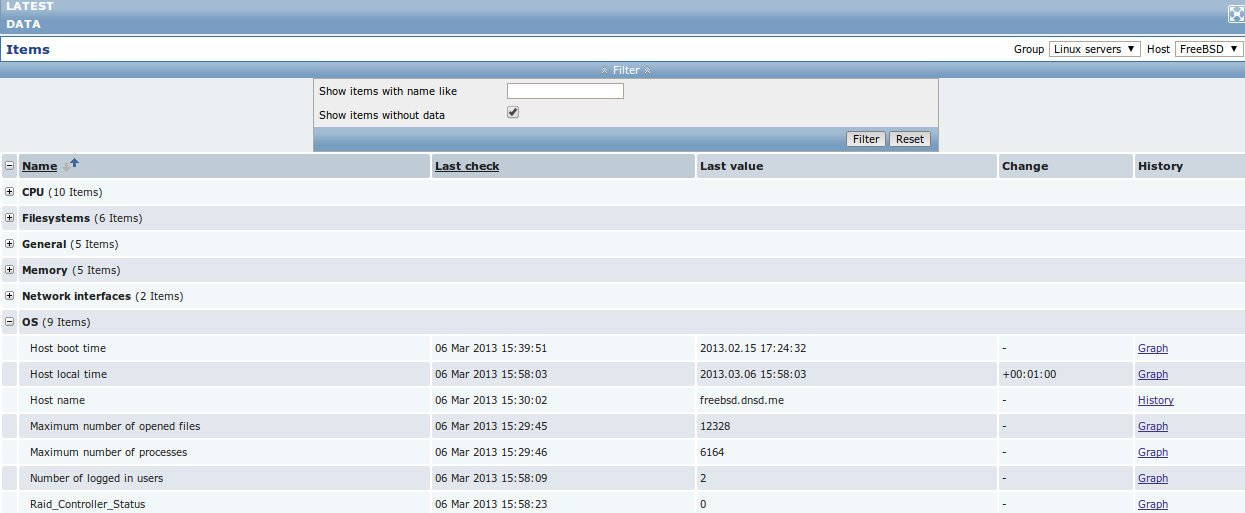 LATEST
DATA
Items Group Linux servers Host FreeBSD
Filter
Show items with name like
Show items without data
Filter Reset
Name Last check Last value Change History
CPU (10 Items)
Filesystems (6 Items)
General (5 Items)
Memory (5 Items)
Network interfaces (2 Items)
OS (9 Items)
Host boot time 06 Mar 2013 15:39:51 2013.02.15 17:24:32 - Graph
Host local time 06 Mar 2013 15:58:03 2013.03.06 15:58:03 +00:01:00 Graph
Host name 06 Mar 2013 15:30:02 freebsd.dnsd.me - History
Maximum number of opened files 06 Mar 2013 15:29:45 12328 - Graph
Maximum number of processes 06 Mar 2013 15:29:46 6164 - Graph
Number of logged in users 06 Mar 2013 15:58:09 2 - Graph
Raid_Controller_Status 06 Mar 2013 15:58:23 0 - Graph